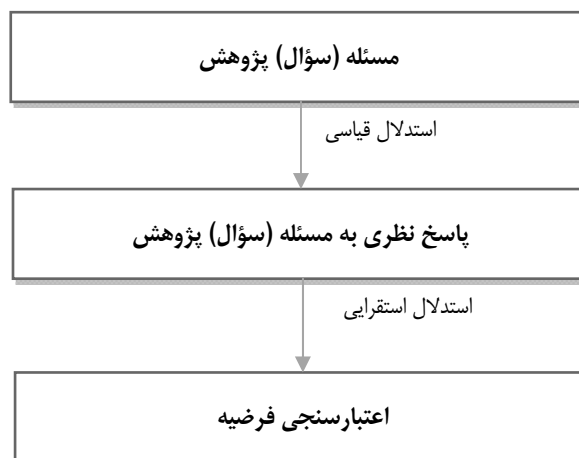 مسئله (سؤال) پژوهش
استدلال قیاسی
پاسخ نظری به مسئله (سؤال) پژوهش
استدلال استقرایی
اعتبارسنجی فرضیه